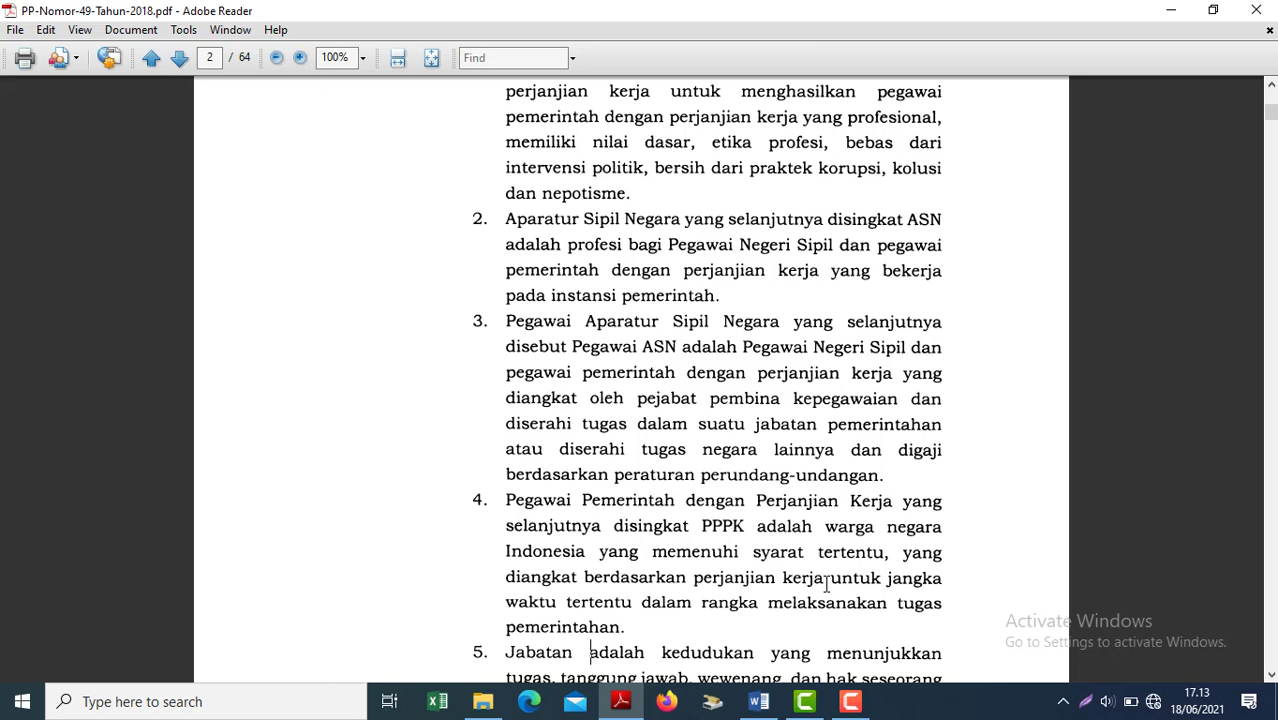 PP-Nomor-49-Tahun-2018.pdf - Adobe Reader
File Edit View Document Tools Window Help
2 / 64 100% Find
perjanjian kerja untuk menghasilkan pegawai
pemerintah dengan perjanjian kerja yang profesional,
memiliki nilai dasar, etika profesi, bebas dari
intervensi politik, bersih dari praktek korupsi, kolusi
dan nepotisme.
2. Aparatur Sipil Negara yang selanjutnya disingkat ASN
adalah profesi bagi Pegawai Negeri Sipil dan pegawai
pemerintah dengan perjanjian kerja yang bekerja
pada instansi pemerintah.
3. Pegawai Aparatur Sipil Negara yang selanjutnya
disebut Pegawai ASN adalah Pegawai Negeri Sipil dan
pegawai pemerintah dengan perjanjian kerja yang
diangkat oleh pejabat pembina kepegawaian dan
diserahi tugas dalam suatu jabatan pemerintahan
atau diserahi tugas negara lainnya dan digaji
berdasarkan peraturan perundang-undangan.
4. Pegawai Pemerintah dengan Perjanjian Kerja yang
selanjutnya disingkat PPPK adalah warga negara
Indonesia yang memenuhi syarat tertentu, yang
diangkat berdasarkan perjanjian kerja untuk jangka
waktu tertentu dalam rangka melaksanakan tugas
pemerintahan.
5. Jabatan adalah kedudukan yang menunjukkan
tugas, tanggung jawab, wewenang, dan hak seseorang
Activate Windows
Go to Settings to activate Windows.
Type here to search
17.13
18/06/2021